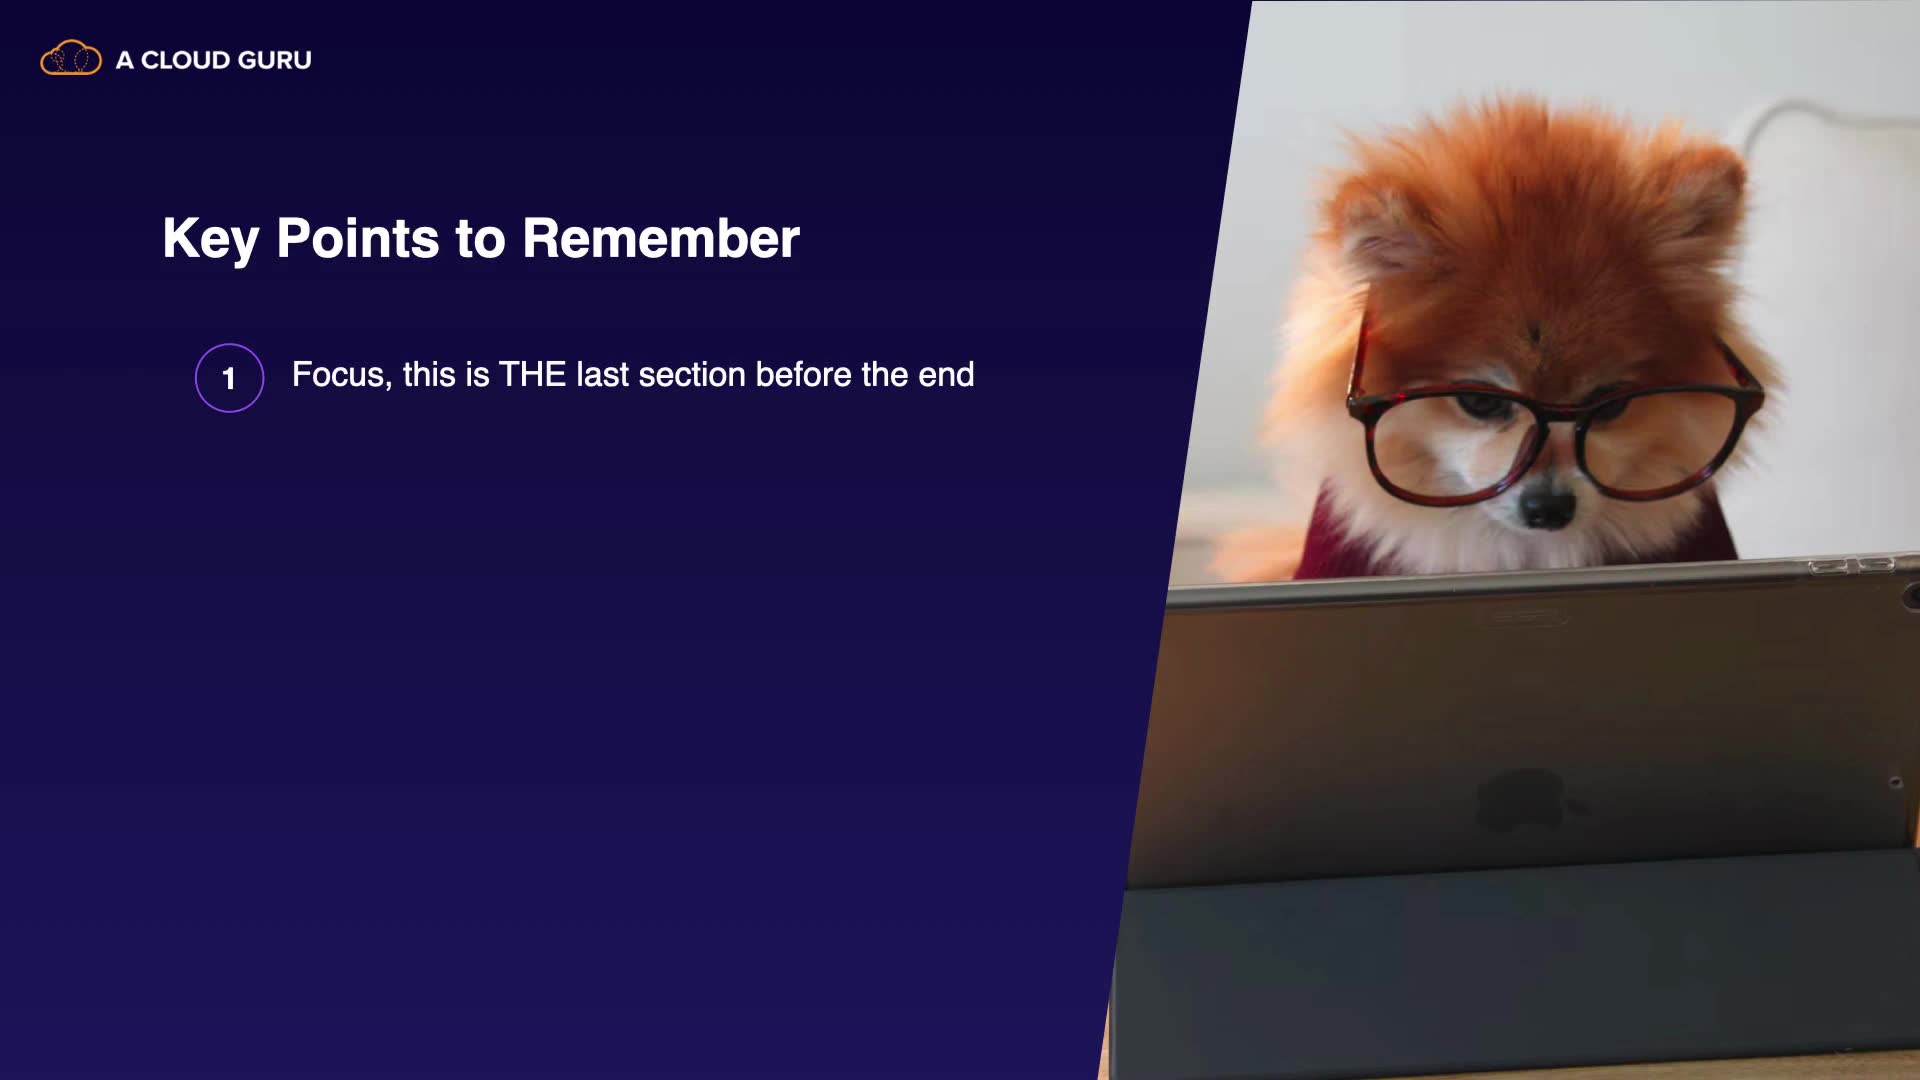 A CLOUD GURU
Key Points to Remember
1 Focus, this is THE last section before the end